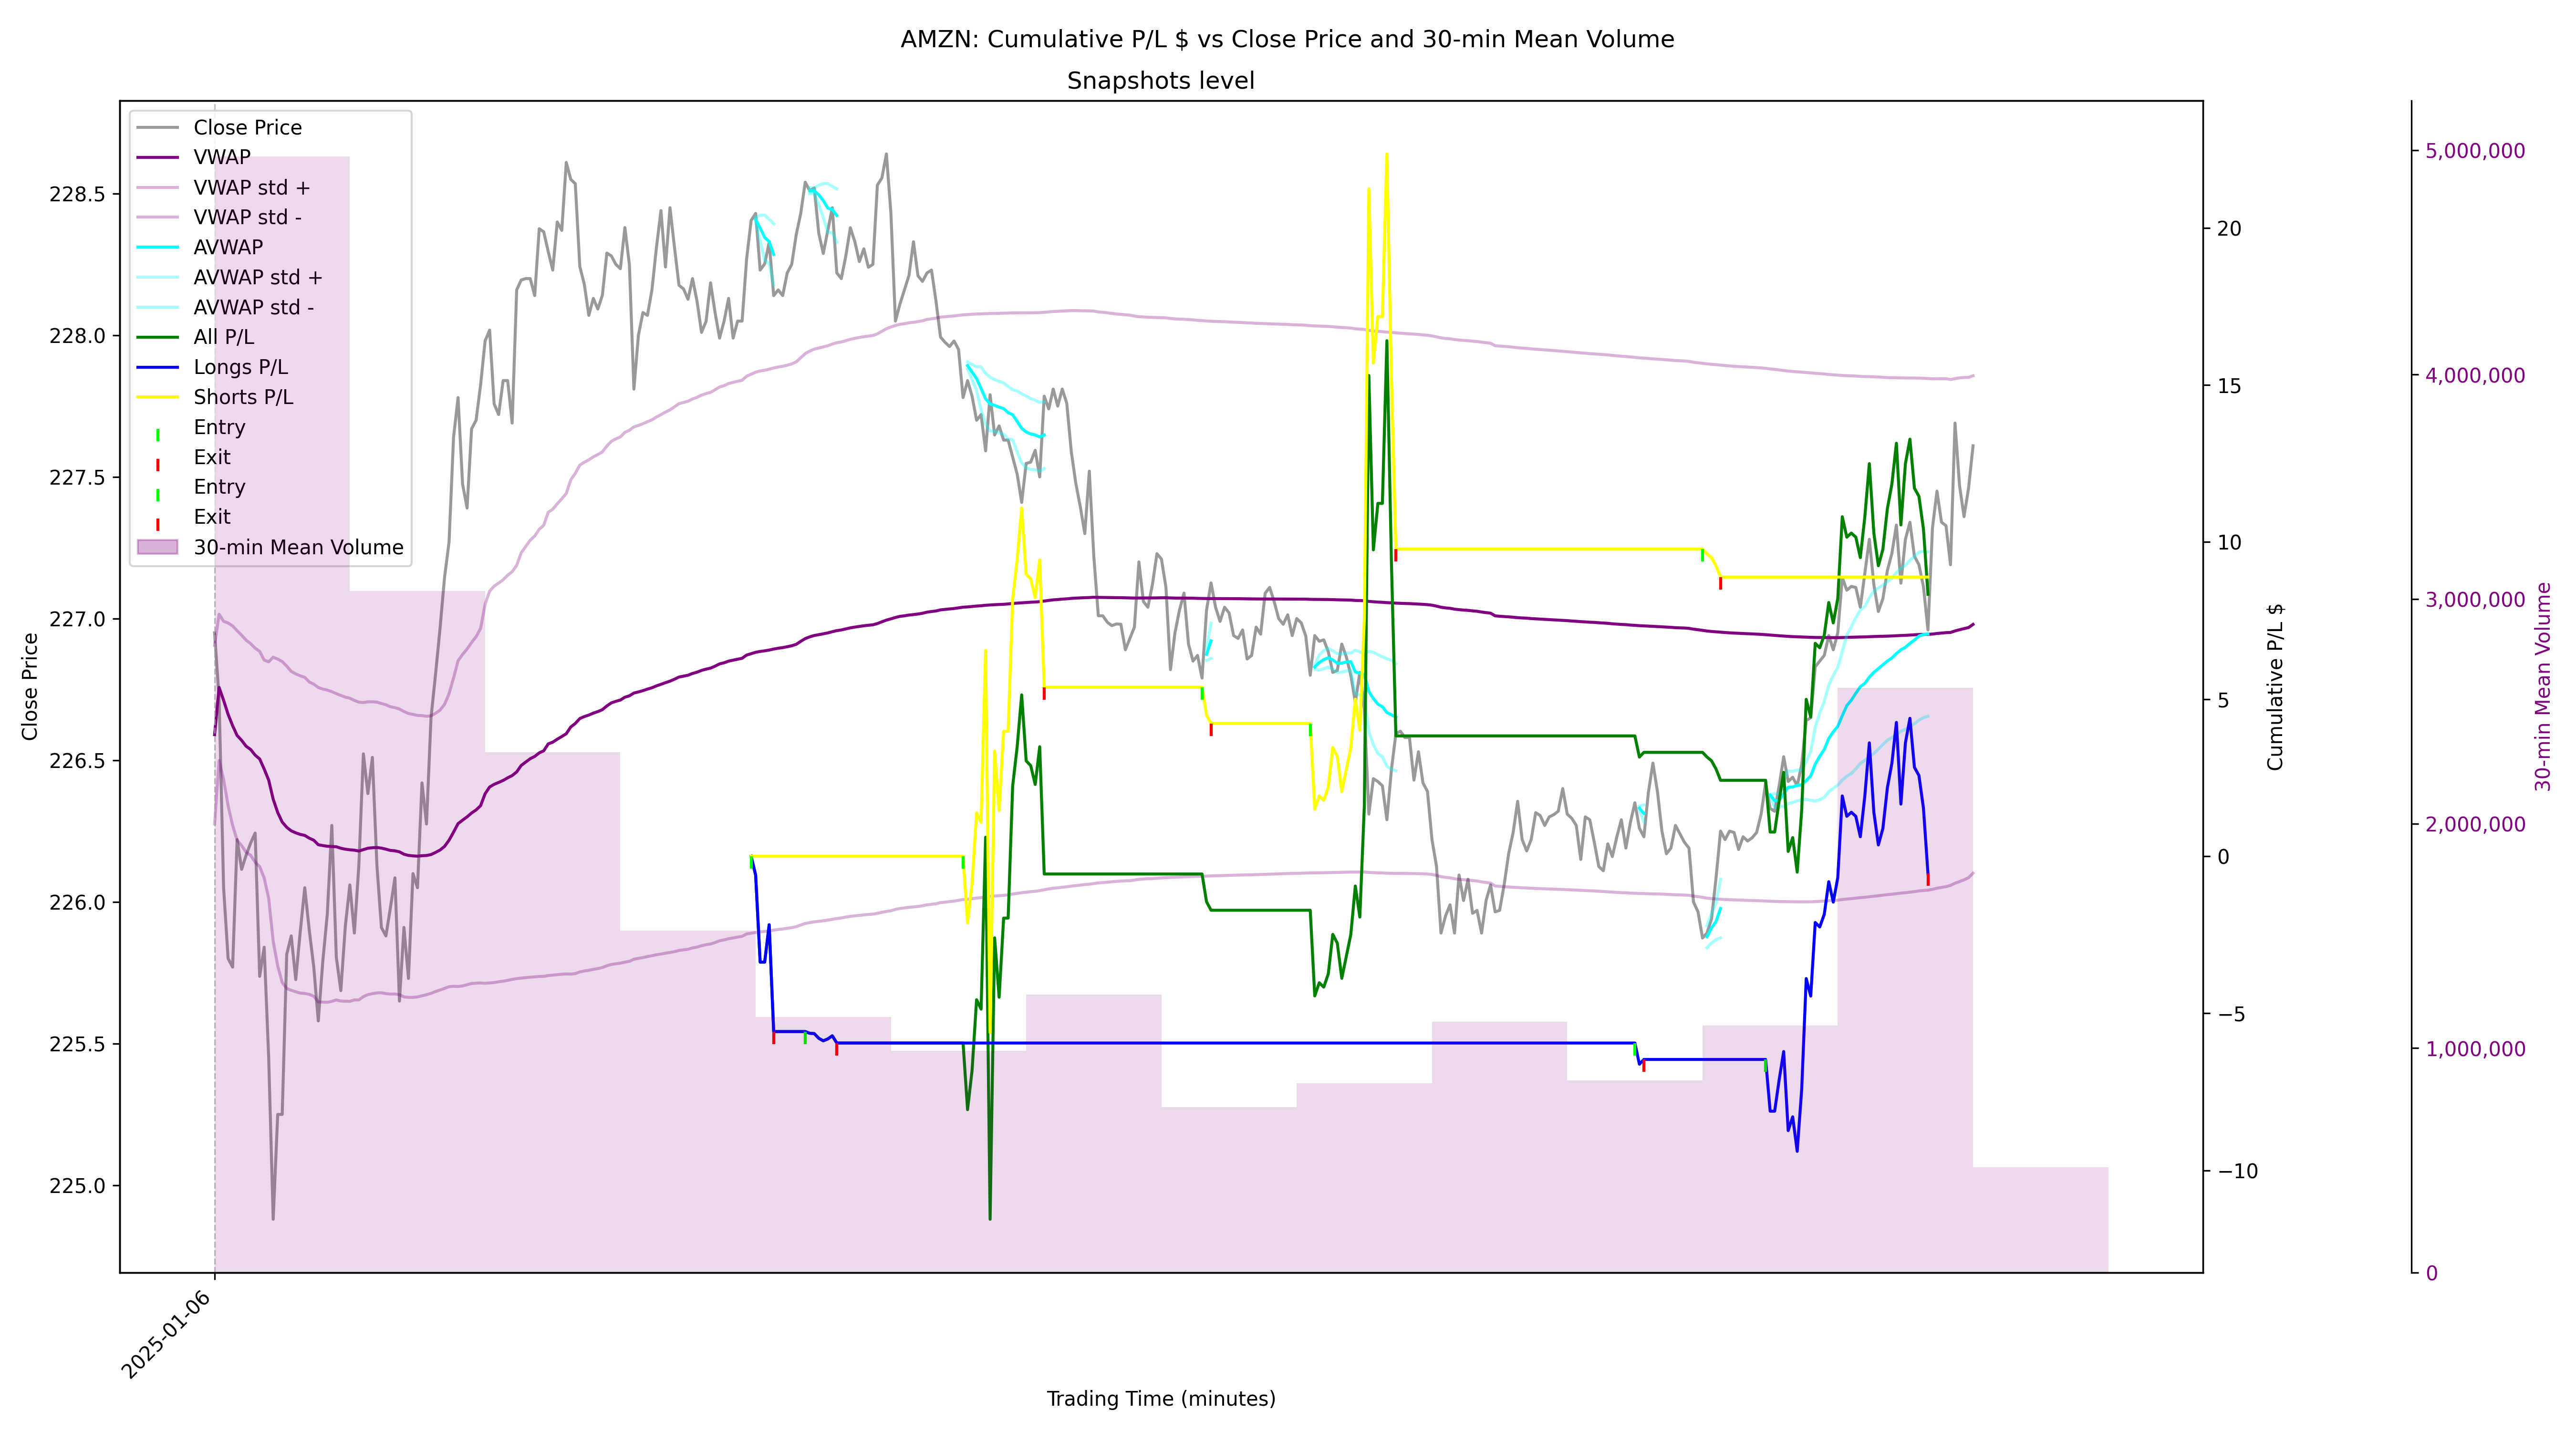 AMZN: Cumulative P/L $ vs Close Price and 30-min Mean Volume
Snapshots level
Close Price
VWAP
VWAP std +
VWAP std -
AVWAP
AVWAP std +
AVWAP std -
All P/L
Longs P/L
Shorts P/L
Entry
Exit
Entry
Exit
30-min Mean Volume
228.5
228.0
227.5
227.0
226.5
226.0
225.5
225.0
Close Price
20
15
10
5
0
−5
−10
Cumulative P/L $
5,000,000
4,000,000
3,000,000
2,000,000
1,000,000
0
30-min Mean Volume
2025-01-06
Trading Time (minutes)